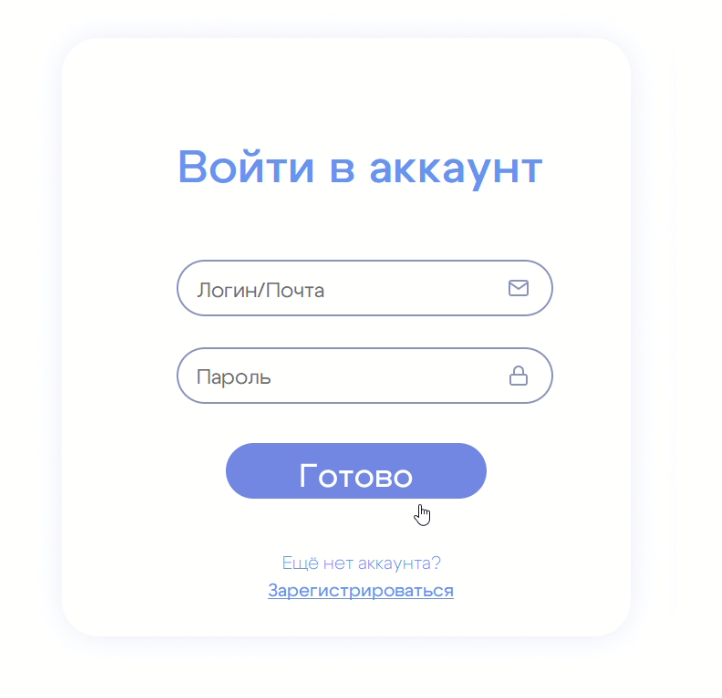 Войти в аккаунт
Логин/Почта
Пароль
Готово
Ещё нет аккаунта?
Зарегистрироваться